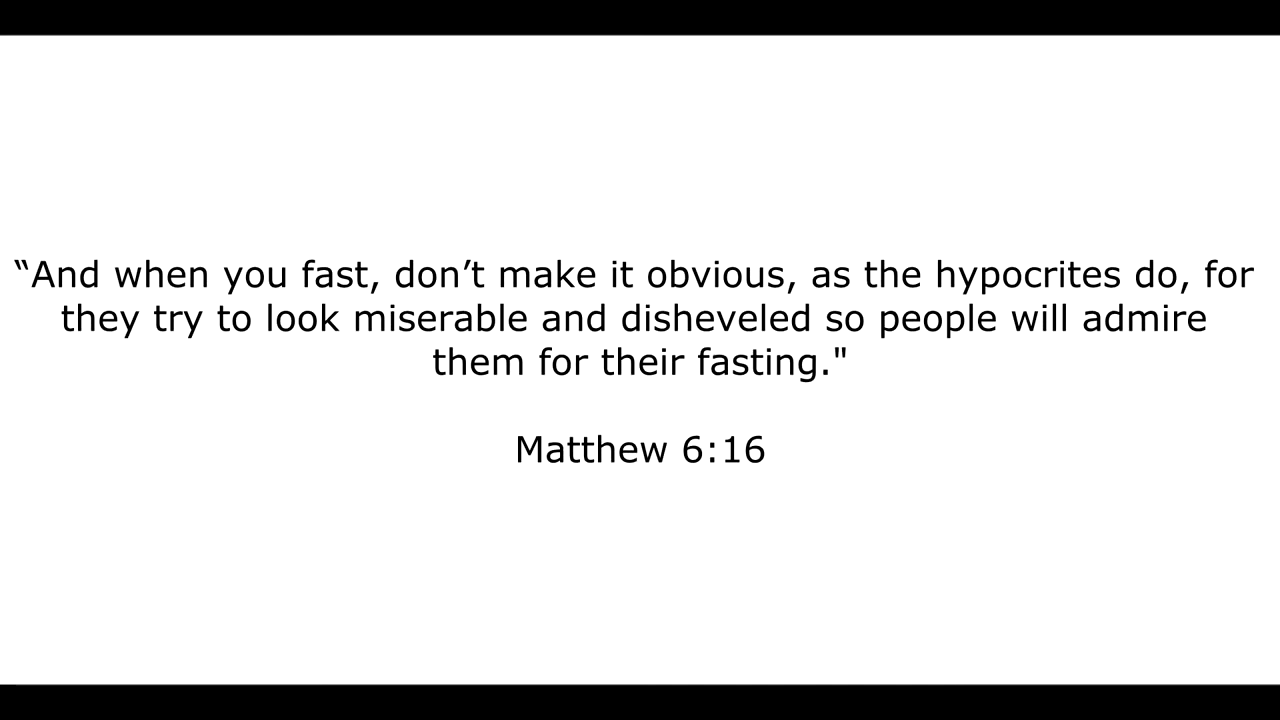 “And when you fast, don’t make it obvious, as the hypocrites do, for
they try to look miserable and disheveled so people will admire
them for their fasting."
Matthew 6:16